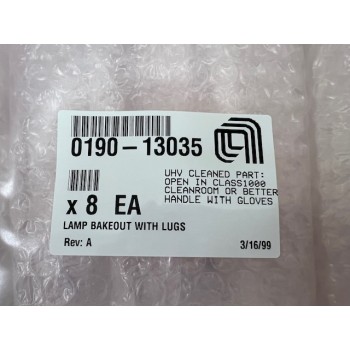 0190-13035
UHV CLEANED PART:
OPEN IN CLASS1000
CLEANROOM OR BETTER
HANDLE WITH GLOVES
x 8 EA
LAMP BAKEOUT WITH LUGS
Rev: A
3/16/99